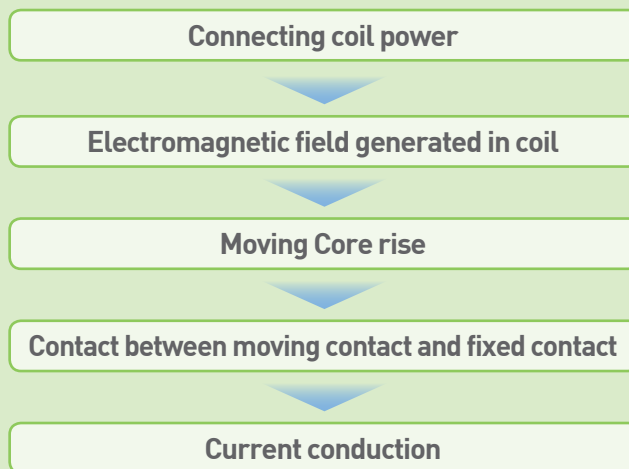 Connecting coil power
Electromagnetic field generated in coil
Moving Core rise
Contact between moving contact and fixed contact
Current conduction